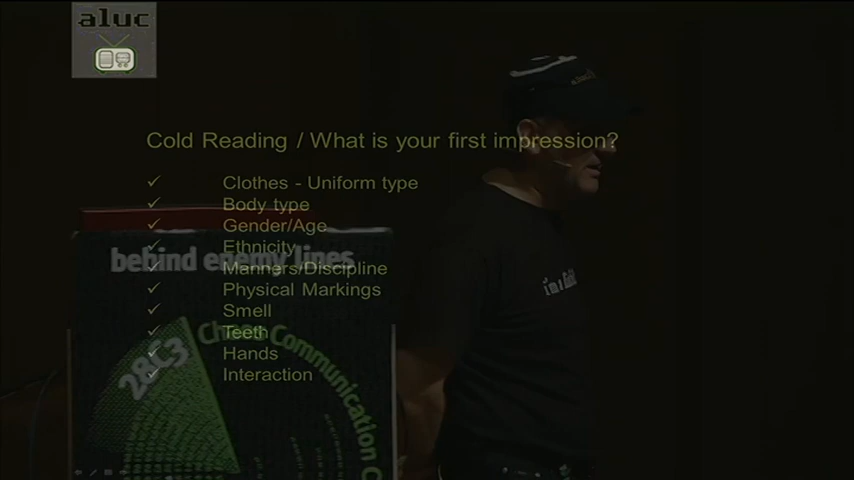 aluc
Cold Reading / What is your first impression?
✓ Clothes - Uniform type
✓ Body type
✓ Gender/Age
✓ Ethnicity
✓ Manners/Discipline
✓ Physical Markings
✓ Smell
✓ Teeth
✓ Hands
✓ Interaction
behind enemy lines
28C3
Chaos Communication C